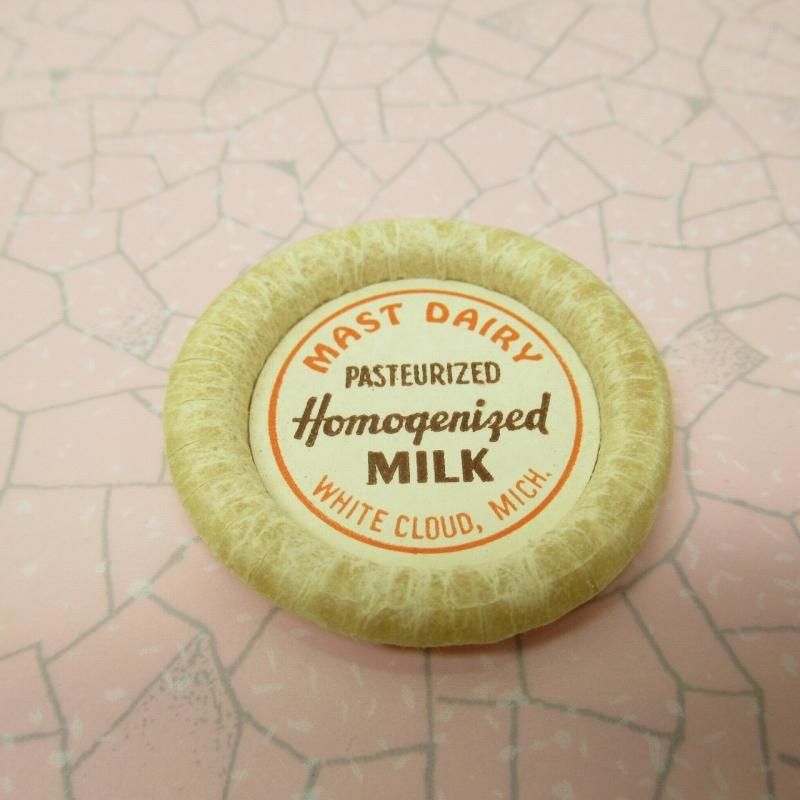 MAST DAIRY
PASTEURIZED
Homogenized
MILK
WHITE CLOUD, MICH.